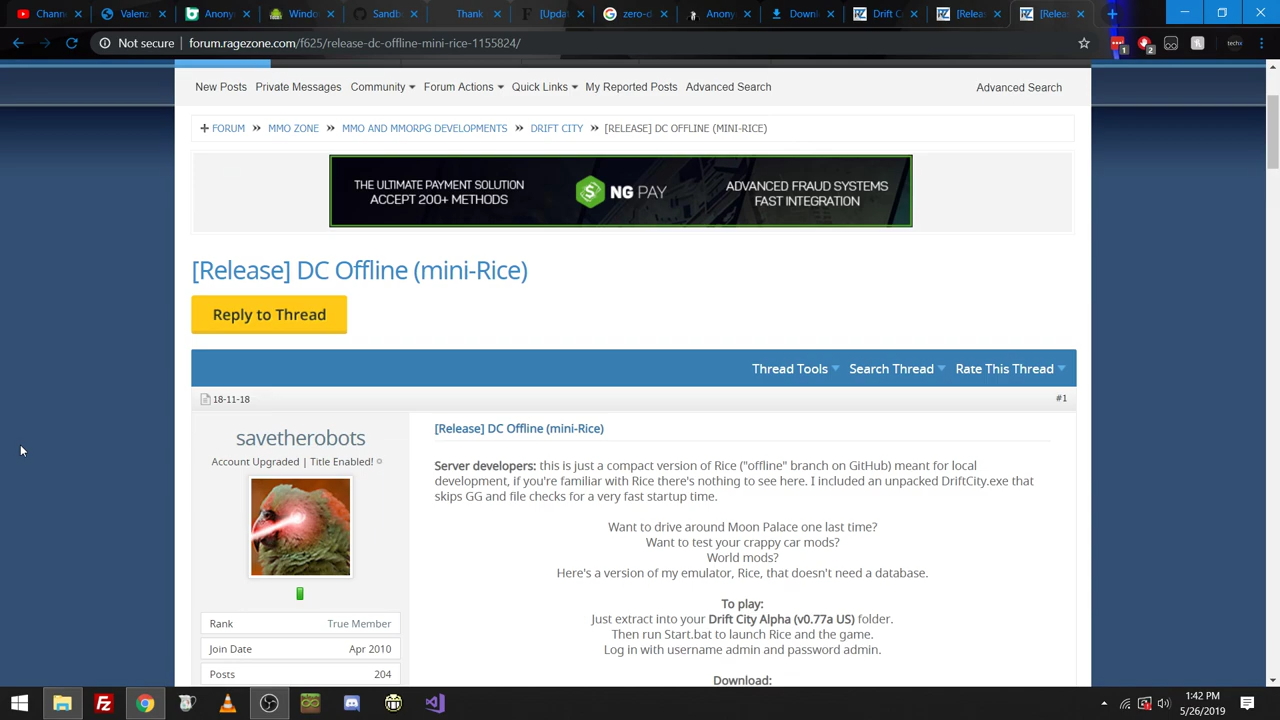 Channe
Valenz
Anony
Windo
Sandb
Thank
[Updat
zero-d
Anony
Downl
Drift C
[Relea
[Relea
Not secure
forum.ragezone.com/f625/release-dc-offline-mini-rice-1155824/
1
2
techx
New Posts Private Messages Community Forum Actions Quick Links My Reported Posts Advanced Search Advanced Search
FORUM » MMO ZONE » MMO AND MMORPG DEVELOPMENTS » DRIFT CITY » [RELEASE] DC OFFLINE (MINI-RICE)
THE ULTIMATE PAYMENT SOLUTION
ACCEPT 200+ METHODS
NG PAY
ADVANCED FRAUD SYSTEMS
FAST INTEGRATION
[Release] DC Offline (mini-Rice)
Reply to Thread
Thread Tools Search Thread Rate This Thread
18-11-18 #1
savetherobots
Account Upgraded | Title Enabled!
Rank True Member
Join Date Apr 2010
Posts 204
[Release] DC Offline (mini-Rice)
Server developers: this is just a compact version of Rice ("offline" branch on GitHub) meant for local
development, if you're familiar with Rice there's nothing to see here. I included an unpacked DriftCity.exe that
skips GG and file checks for a very fast startup time.
Want to drive around Moon Palace one last time?
Want to test your crappy car mods?
World mods?
Here's a version of my emulator, Rice, that doesn't need a database.
To play:
Just extract into your Drift City Alpha (v0.77a US) folder.
Then run Start.bat to launch Rice and the game.
Log in with username admin and password admin.
Download:
1:42 PM
5/26/2019